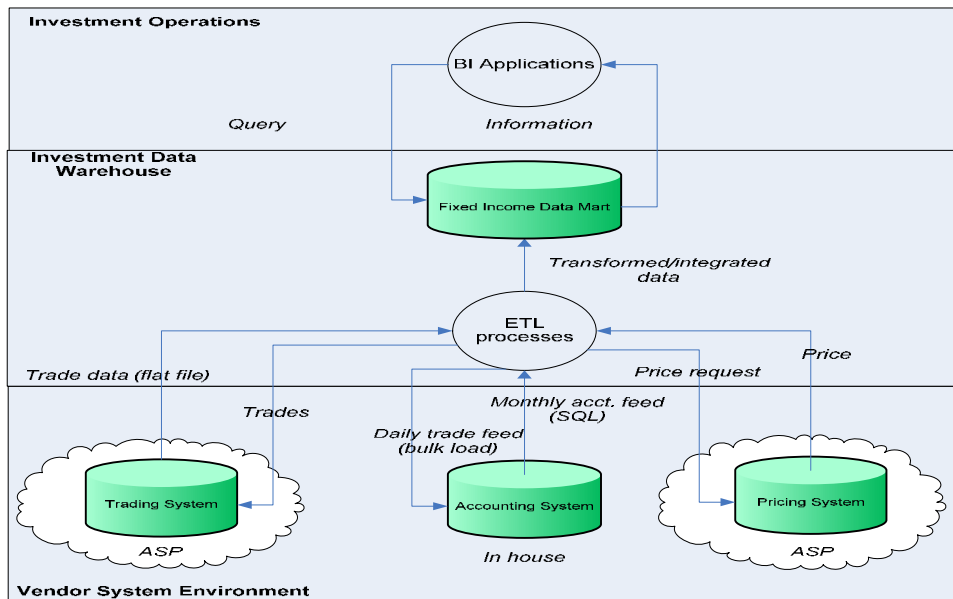 Investment Operations
BI Applications
Query
Information
Investment Data
Warehouse
Fixed Income Data Mart
Transformed/integrated
data
ETL
processes
Trade data (flat file)
Trades
Daily trade feed
(bulk load)
Monthly acct. feed
(SQL)
Price request
Price
Trading System
ASP
Accounting System
In house
Pricing System
ASP
Vendor System Environment